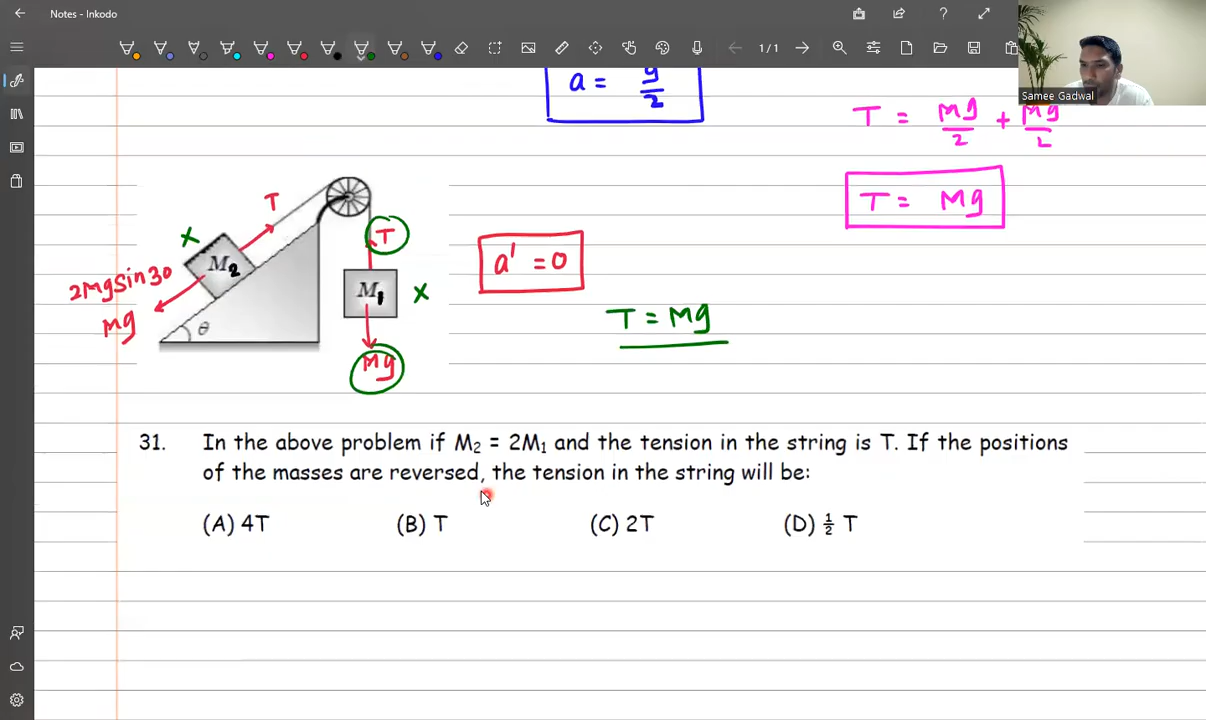 Notes - Inkodo
1/1
Samee Gadwal
a = g/2
T = Mg/2 + Mg/2
T = Mg
T
X
T
M2
2Mgsin30
a' = 0
M1
X
Mg
θ
T = Mg
Mg
31. In the above problem if M₂ = 2M₁ and the tension in the string is T. If the positions
of the masses are reversed, the tension in the string will be:
(A) 4T (B) T (C) 2T (D) ½ T